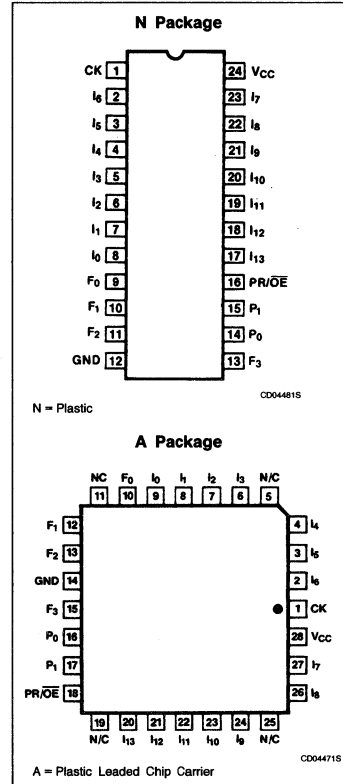 N Package
CK 1 24 VCC
I6 2 23 I7
I5 3 22 I8
I4 4 21 I9
I3 5 20 I10
I2 6 19 I11
I1 7 18 I12
I0 8 17 I13
F0 9 16 PR/O̅E̅
F1 10 15 P1
F2 11 14 P0
GND 12 13 F3
CD04481S
N = Plastic
A Package
NC F0 I0 I1 I2 I3 N/C
11 10 9 8 7 6 5
F1 12 4 I4
F2 13 3 I5
GND 14 2 I6
F3 15 1 CK
P0 16 28 VCC
P1 17 27 I7
PR/O̅E̅ 18 26 I8
19 20 21 22 23 24 25
N/C I13 I12 I11 I10 I9 N/C
CD04471S
A = Plastic Leaded Chip Carrier